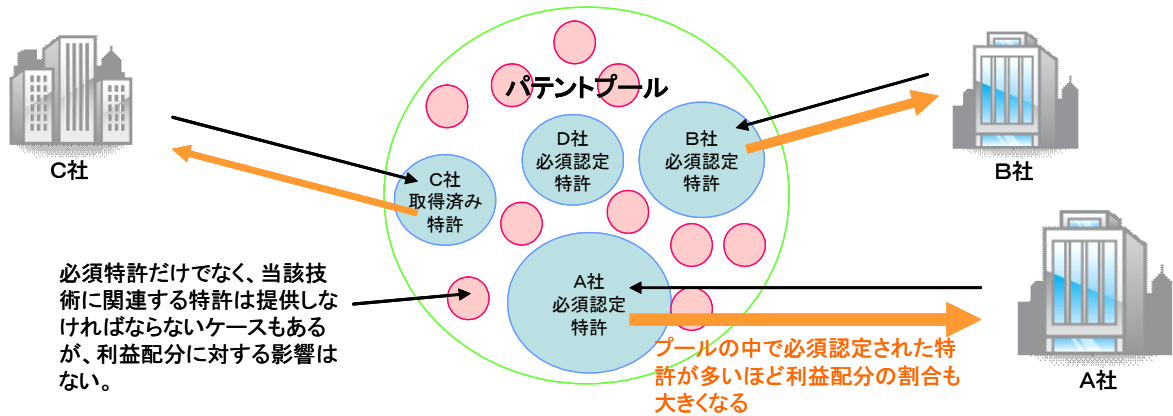 パテントプール
C社
B社
D社
必須認定
特許
B社
必須認定
特許
C社
取得済み
特許
必須特許だけでなく、当該技
術に関連する特許は提供しな
ければならないケースもある
が、利益配分に対する影響は
ない。
A社
必須認定
特許
プールの中で必須認定された特
許が多いほど利益配分の割合も
大きくなる
A社